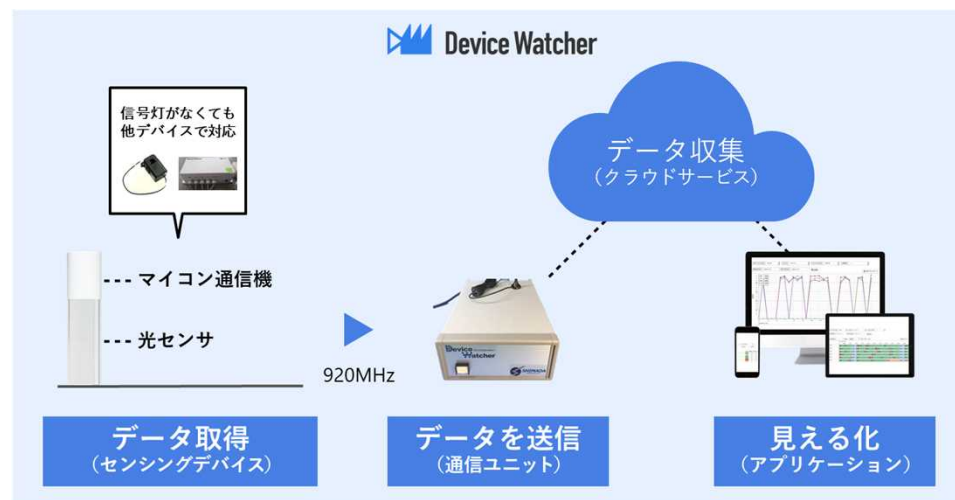 Device Watcher
信号灯がなくても
他デバイスで対応
データ収集
(クラウドサービス)
マイコン通信機
光センサ
920MHz
Device
Watcher
データ取得
(センシングデバイス)
データを送信
(通信ユニット)
見える化
(アプリケーション)